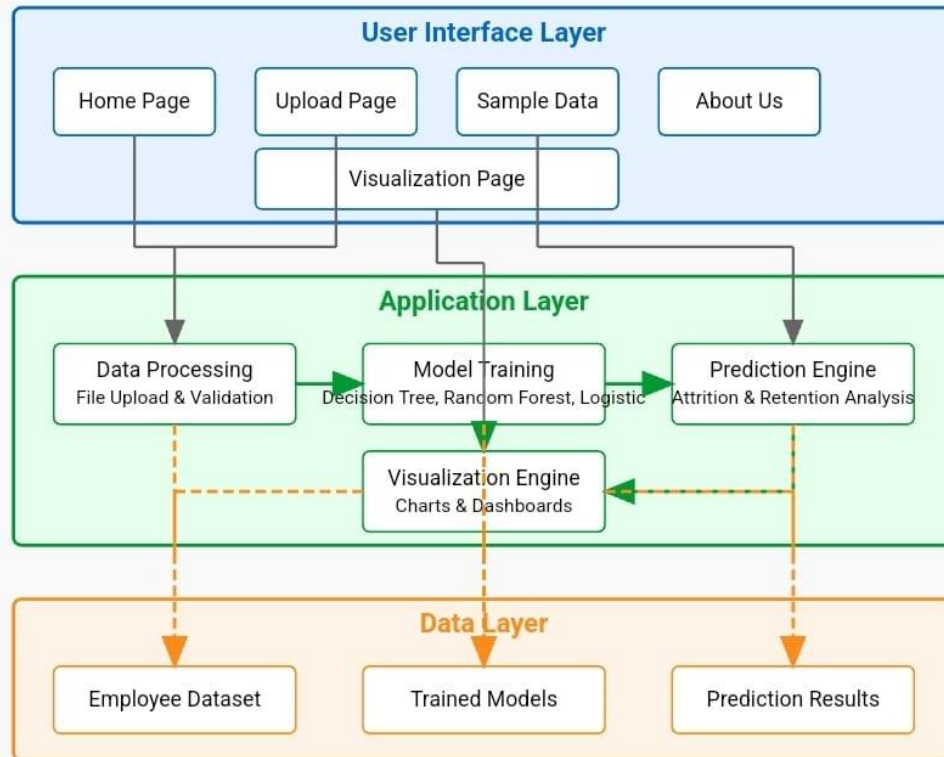 User Interface Layer
Home Page
Upload Page
Sample Data
About Us
Visualization Page
Application Layer
Data Processing
File Upload & Validation
Model Training
Decision Tree, Random Forest, Logistic
Prediction Engine
Attrition & Retention Analysis
Visualization Engine
Charts & Dashboards
Data Layer
Employee Dataset
Trained Models
Prediction Results